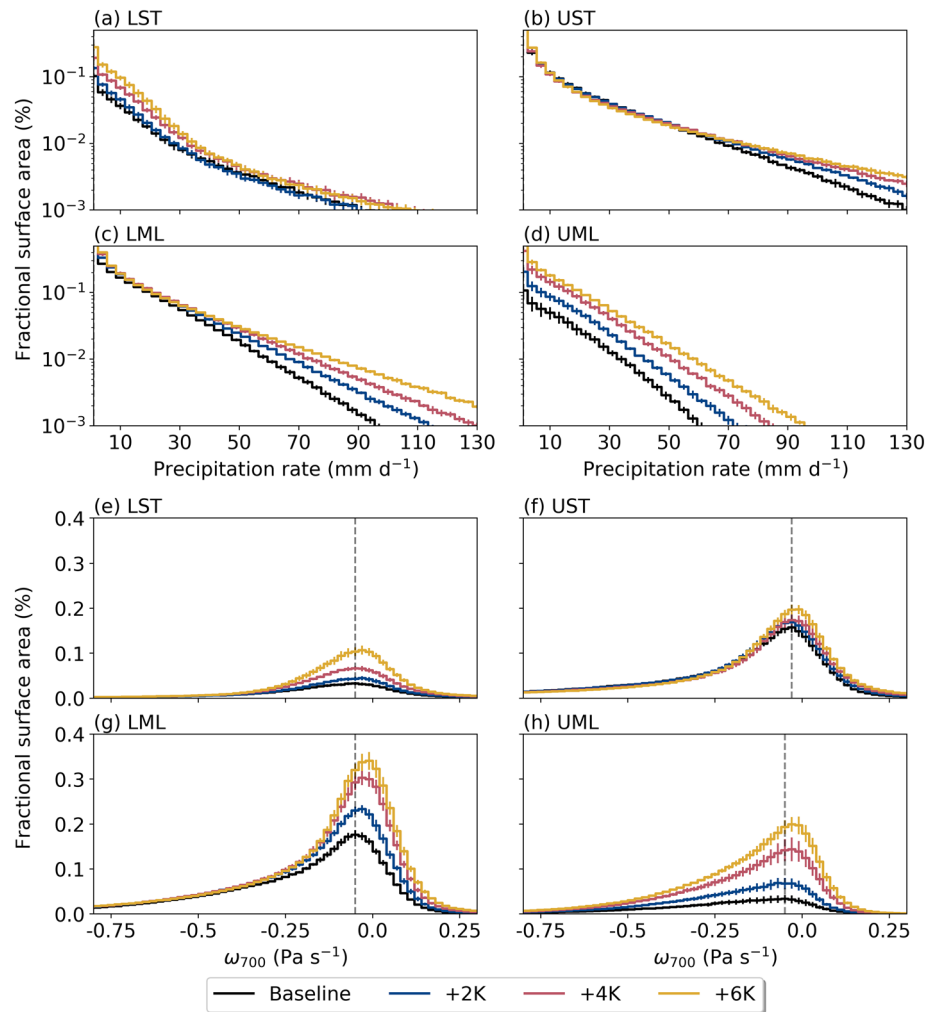 (a) LST
(b) UST
Fractional surface area (%)
10⁻¹
10⁻²
10⁻³
(c) LML
(d) UML
10⁻¹
10⁻²
10⁻³
10 30 50 70 90 110 130
10 30 50 70 90 110 130
Precipitation rate (mm d⁻¹)
Precipitation rate (mm d⁻¹)
(e) LST
(f) UST
Fractional surface area (%)
0.4
0.3
0.2
0.1
0.0
(g) LML
(h) UML
0.4
0.3
0.2
0.1
0.0
-0.75 -0.5 -0.25 0.0 0.25
-0.75 -0.5 -0.25 0.0 0.25
ω₇₀₀ (Pa s⁻¹)
ω₇₀₀ (Pa s⁻¹)
Baseline +2K +4K +6K